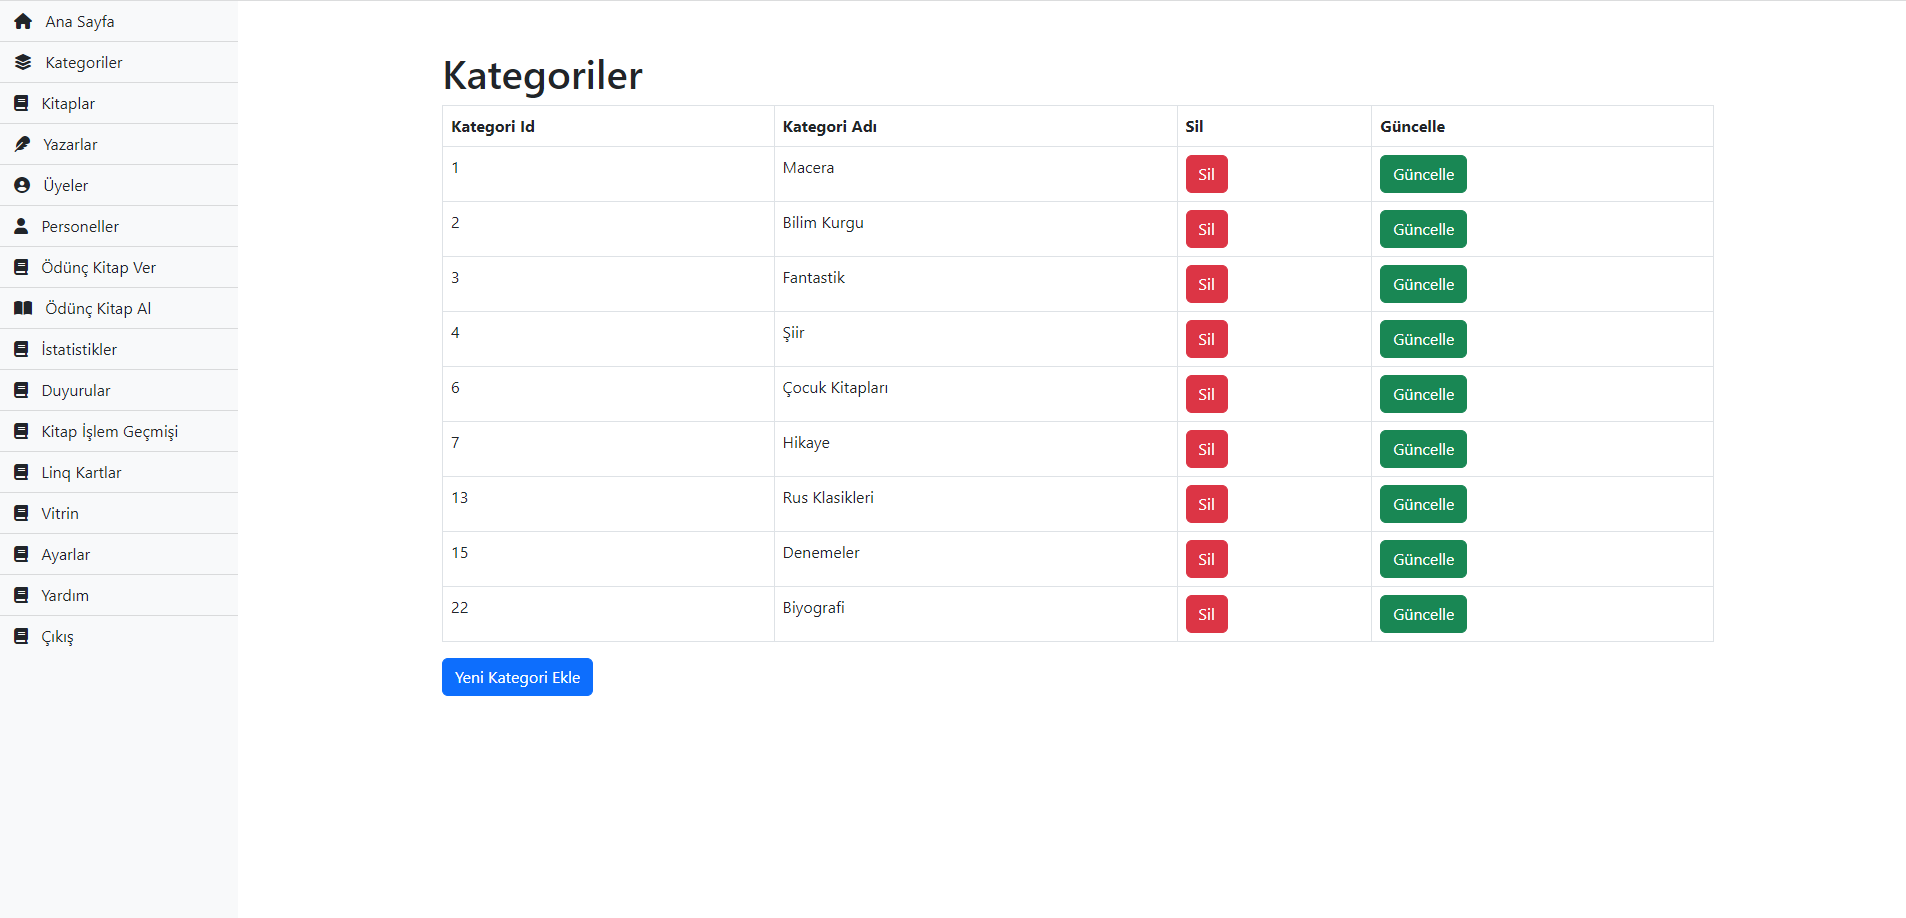 Ana Sayfa
Kategoriler
Kitaplar
Yazarlar
Üyeler
Personeller
Ödünç Kitap Ver
Ödünç Kitap Al
İstatistikler
Duyurular
Kitap İşlem Geçmişi
Linq Kartlar
Vitrin
Ayarlar
Yardım
Çıkış
Kategoriler
Kategori Id Kategori Adı Sil Güncelle
1 Macera Sil Güncelle
2 Bilim Kurgu Sil Güncelle
3 Fantastik Sil Güncelle
4 Şiir Sil Güncelle
6 Çocuk Kitapları Sil Güncelle
7 Hikaye Sil Güncelle
13 Rus Klasikleri Sil Güncelle
15 Denemeler Sil Güncelle
22 Biyografi Sil Güncelle
Yeni Kategori Ekle